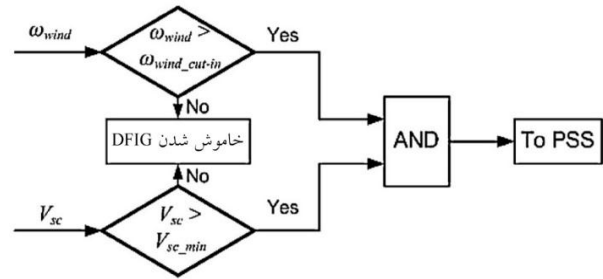 ω_wind
ω_wind >
ω_wind_cut-in
Yes
No
خاموش شدن DFIG
No
V_sc
V_sc >
V_sc_min
Yes
AND
To PSS